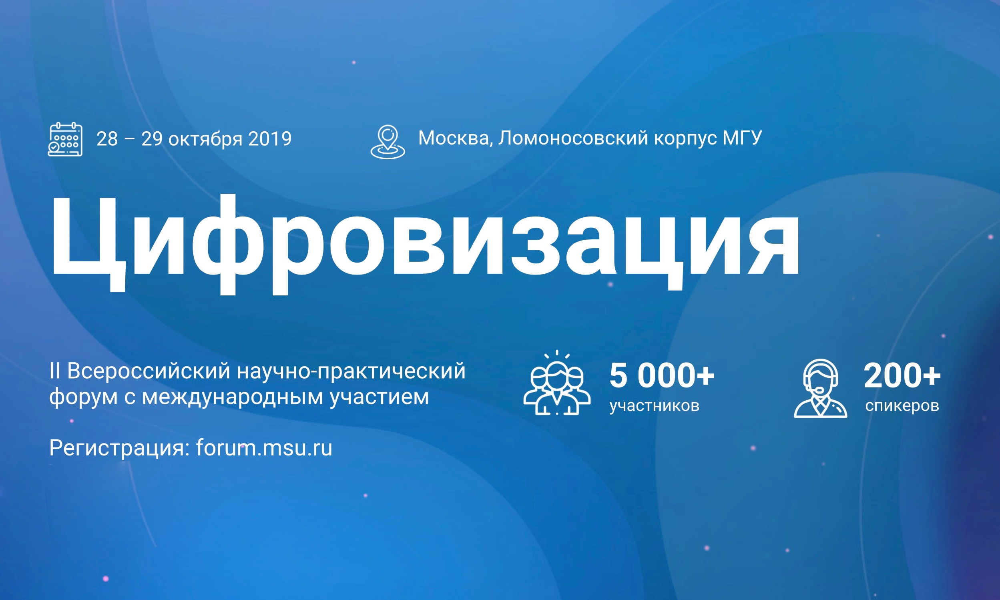 28 – 29 октября 2019
Москва, Ломоносовский корпус МГУ
Цифровизация
II Всероссийский научно-практический
форум с международным участием
5 000+
участников
200+
спикеров
Регистрация: forum.msu.ru